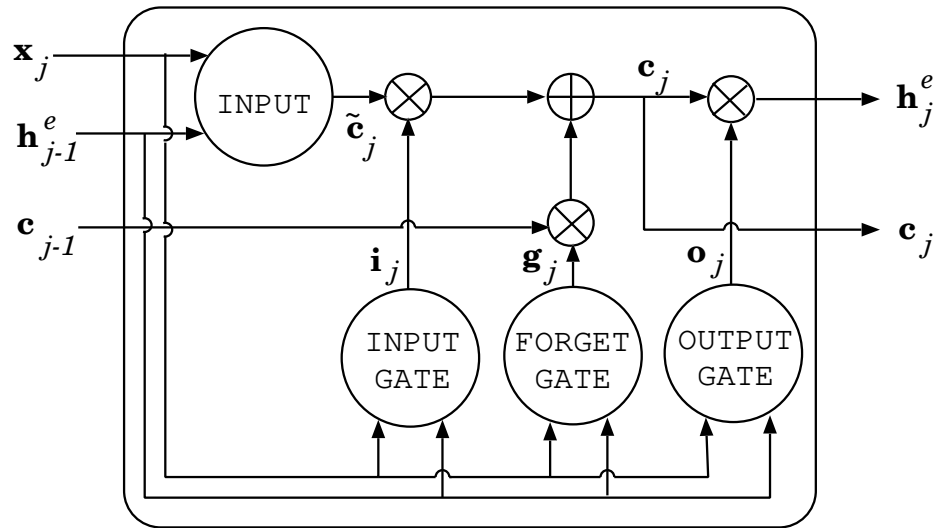 x_j
h^e_{j-1}
c_{j-1}
INPUT
c̃_j
c_j
h^e_j
c_j
i_j
g_j
o_j
INPUT
GATE
FORGET
GATE
OUTPUT
GATE